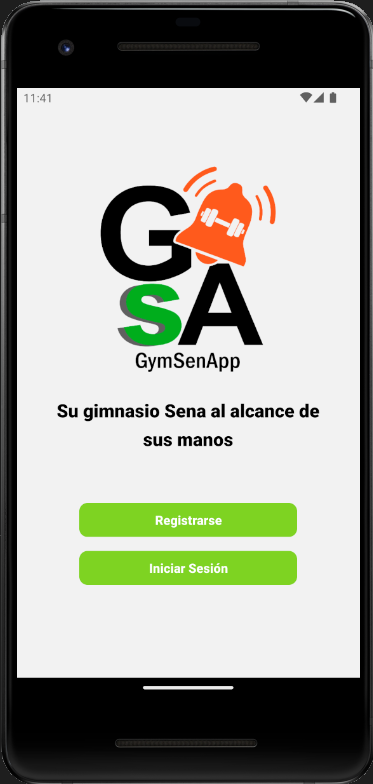 11:41
GSA
GymSenApp
Su gimnasio Sena al alcance de
sus manos
Registrarse
Iniciar Sesión